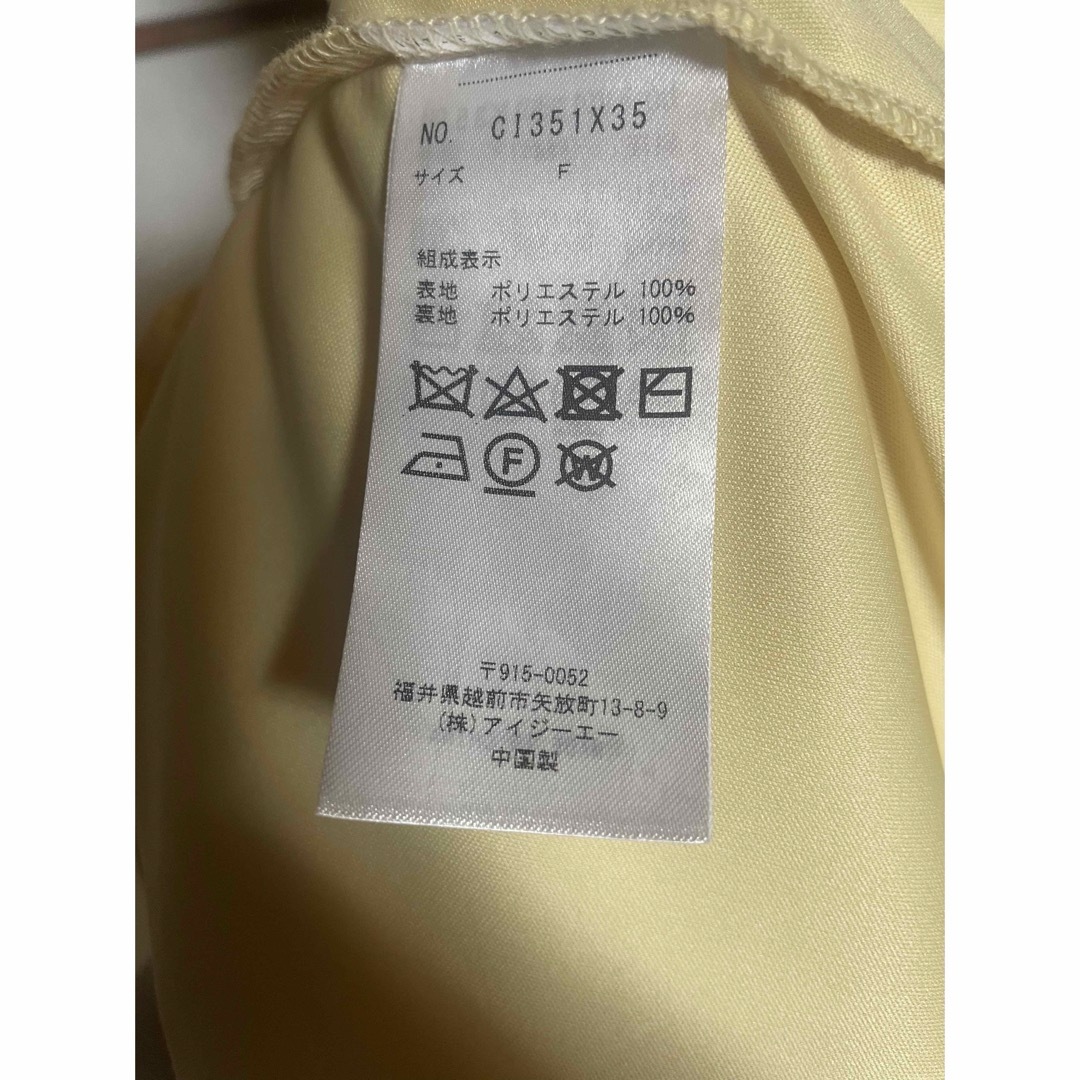 NO. CI351X35
サイズ F
組成表示
表地 ポリエステル 100%
裏地 ポリエステル 100%
F W
〒915-0052
福井県越前市矢放町13-8-9
(株)アイジーエー
中国製